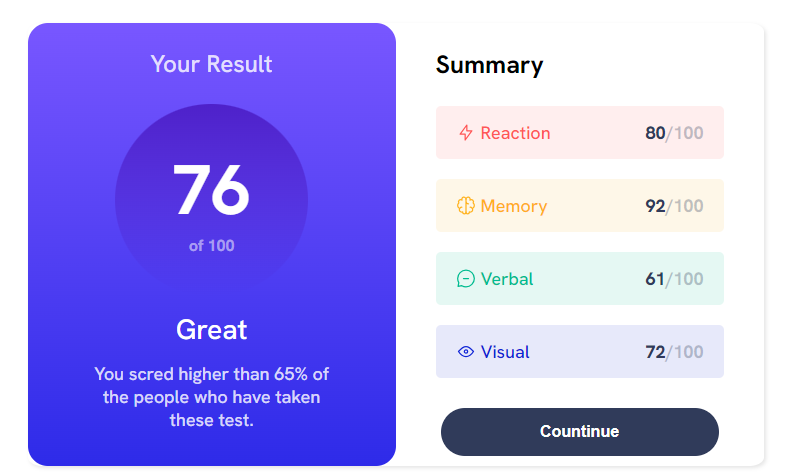 Your Result
76
of 100
Great
You scred higher than 65% of
the people who have taken
these test.
Summary
Reaction 80/100
Memory 92/100
Verbal 61/100
Visual 72/100
Countinue